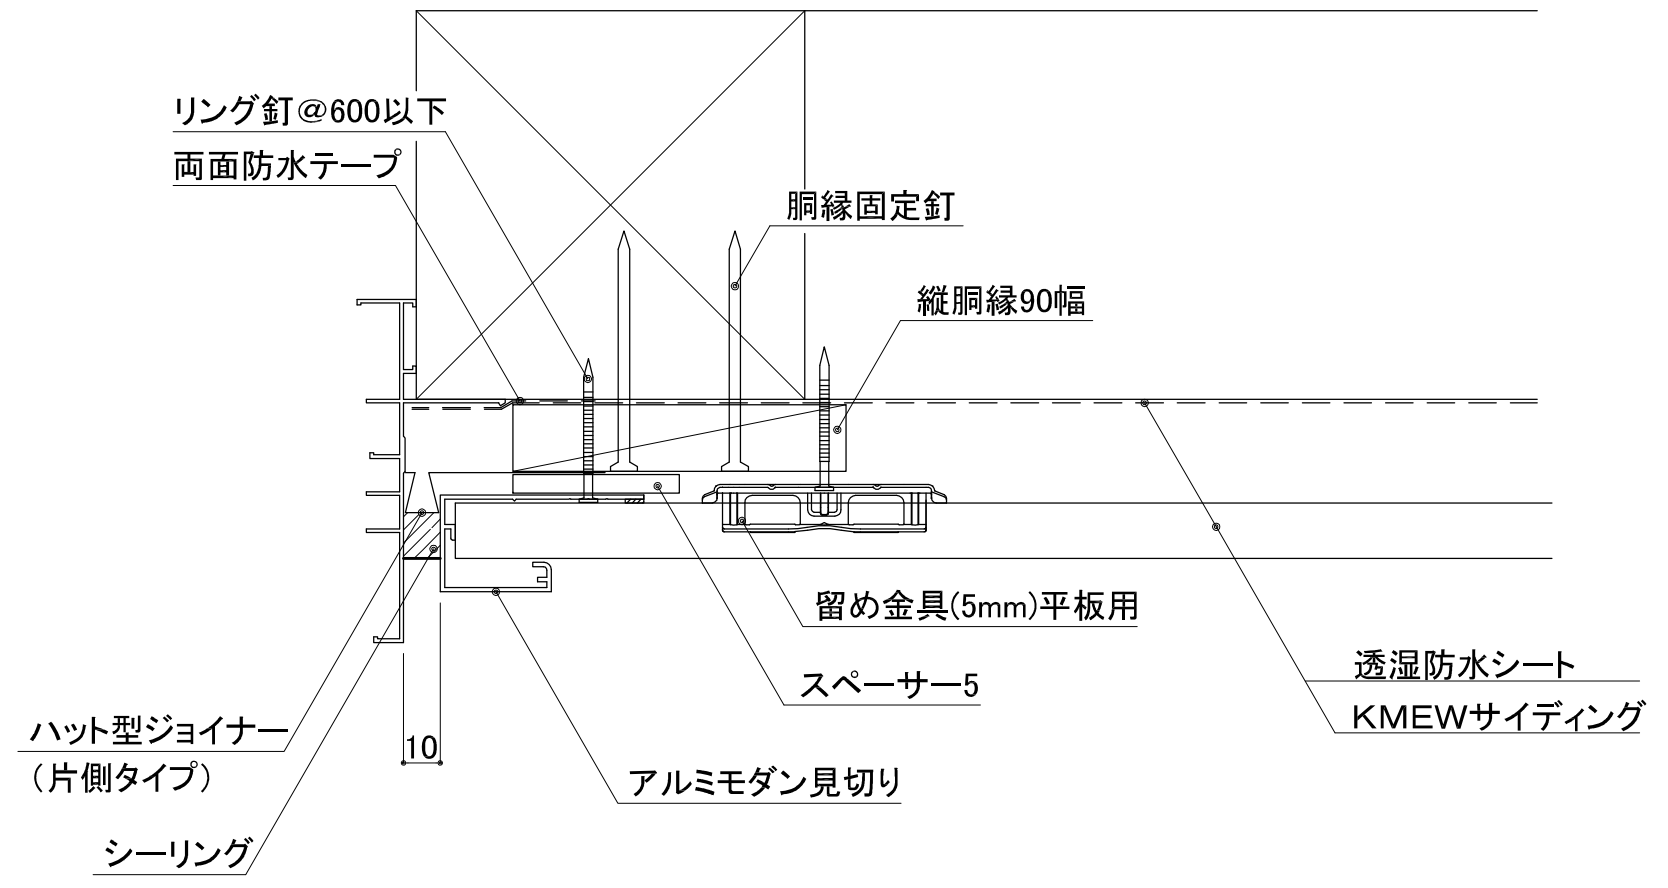 リング釘＠600以下
両面防水テープ
胴縁固定釘
縦胴縁90幅
留め金具(5mm)平板用
透湿防水シート
スペーサー5
KMEWサイディング
ハット型ジョイナー
（片側タイプ）
10
アルミモダン見切り
シーリング